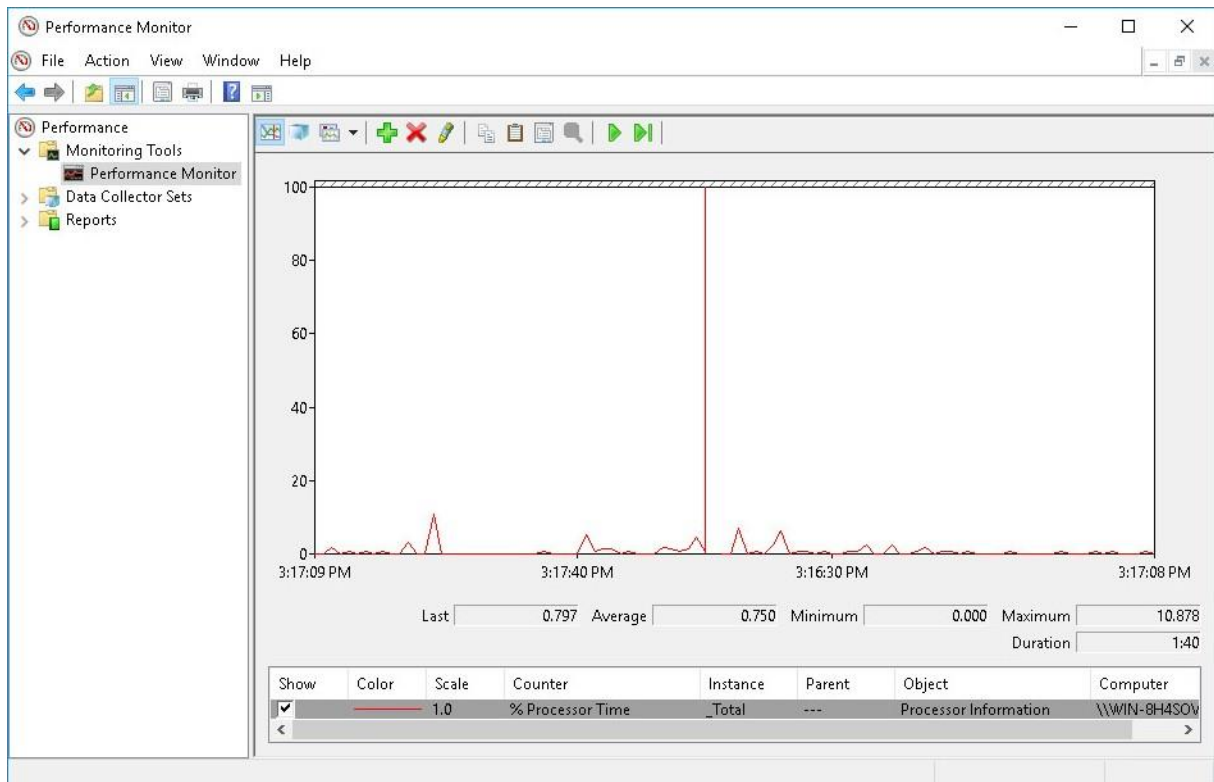 Performance Monitor
File Action View Window Help
Performance
Monitoring Tools
Performance Monitor
Data Collector Sets
Reports
100
80
60
40
20
0
3:17:09 PM 3:17:40 PM 3:16:30 PM 3:17:08 PM
Last 0.797 Average 0.750 Minimum 0.000 Maximum 10.878
Duration 1:40
Show Color Scale Counter Instance Parent Object Computer
1.0 % Processor Time _Total --- Processor Information \\WIN-8H4SOV